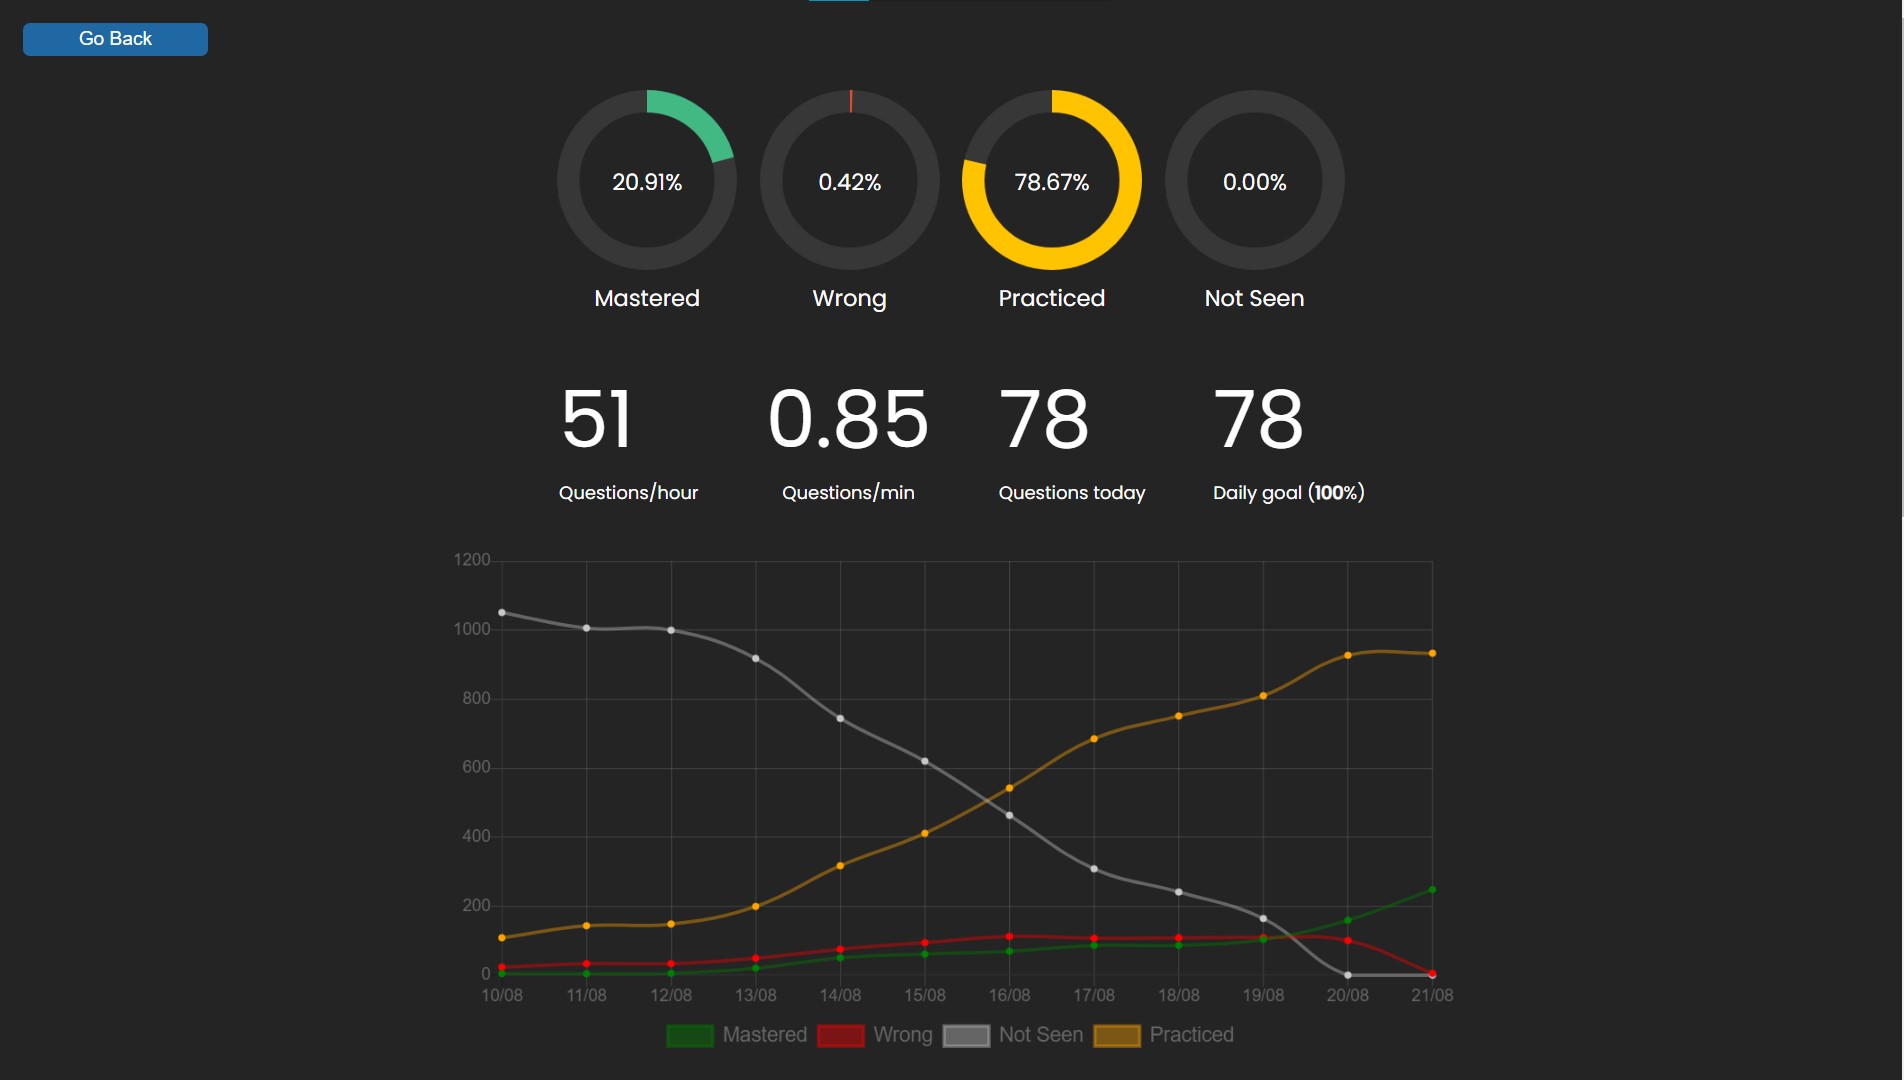 Go Back
20.91% 0.42% 78.67% 0.00%
Mastered Wrong Practiced Not Seen
51 0.85 78 78
Questions/hour Questions/min Questions today Daily goal (100%)
1200
1000
800
600
400
200
0
10/08 11/08 12/08 13/08 14/08 15/08 16/08 17/08 18/08 19/08 20/08 21/08
Mastered Wrong Not Seen Practiced